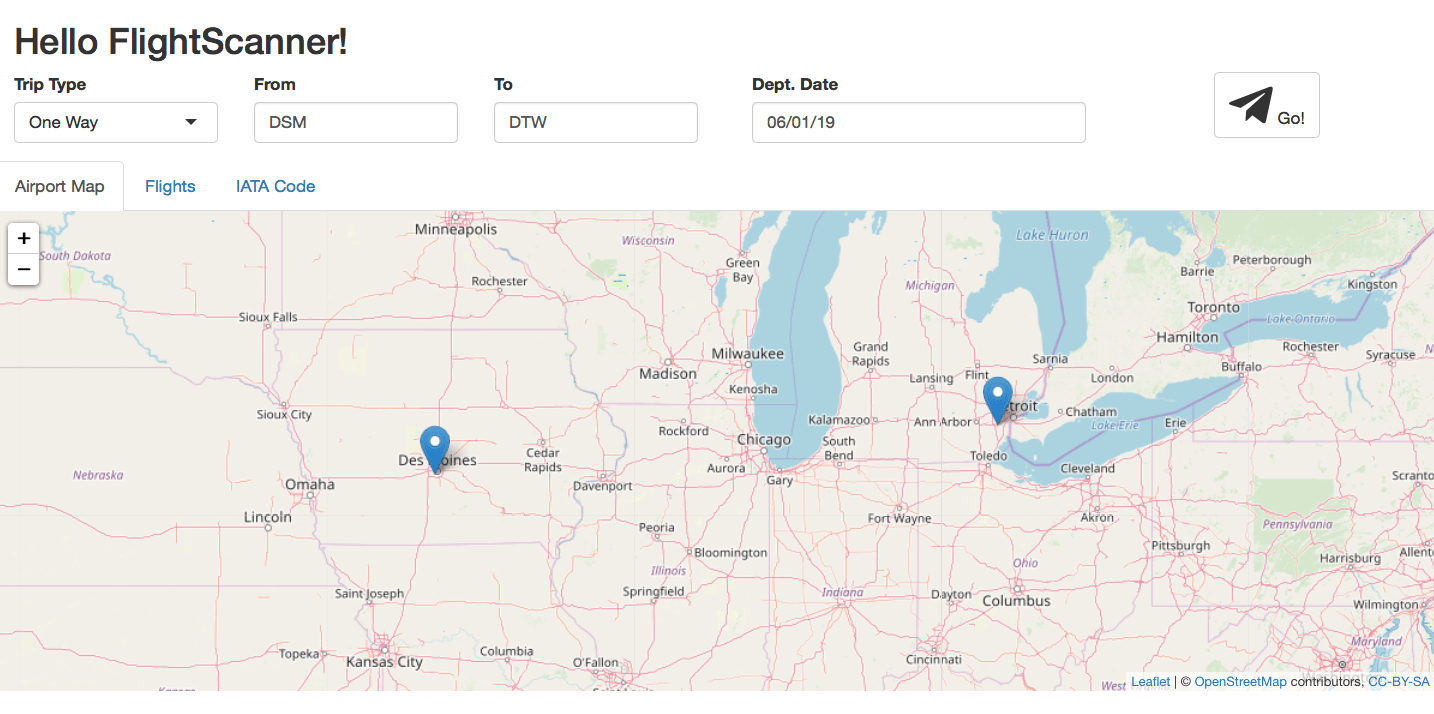 Hello FlightScanner!
Trip Type From To Dept. Date
One Way DSM DTW 06/01/19 Go!
Airport Map Flights IATA Code
+
−
Minneapolis
South Dakota
Wisconsin
Lake Huron
Green
Bay
Barrie
Peterborough
Rochester
Michigan
Kingston
Sioux Falls
Toronto
Lake Ontario
Hamilton
Milwaukee
Grand
Rapids
Sarnia
Rochester
Syracuse
Madison
Lansing
Flint
London
Buffalo
Kenosha
Sioux City
Kalamazoo
Ann Arbor
Chatham
Lake Erie
Erie
Rockford
Chicago
South
Bend
Des
Cedar
Rapids
Toledo
Cleveland
Nebraska
Aurora
Gary
Scranto
Omaha
Davenport
Lincoln
Peoria
Fort Wayne
Akron
Pennsylvania
Bloomington
Pittsburgh
Harrisburg
Allent
Illinois
Ohio
Saint Joseph
Springfield
Indiana
Dayton
Columbus
Wilmington
Topeka
Kansas City
Columbia
O'Fallon
Cincinnati
Maryland
West
Leaflet | © OpenStreetMap contributors, CC-BY-SA